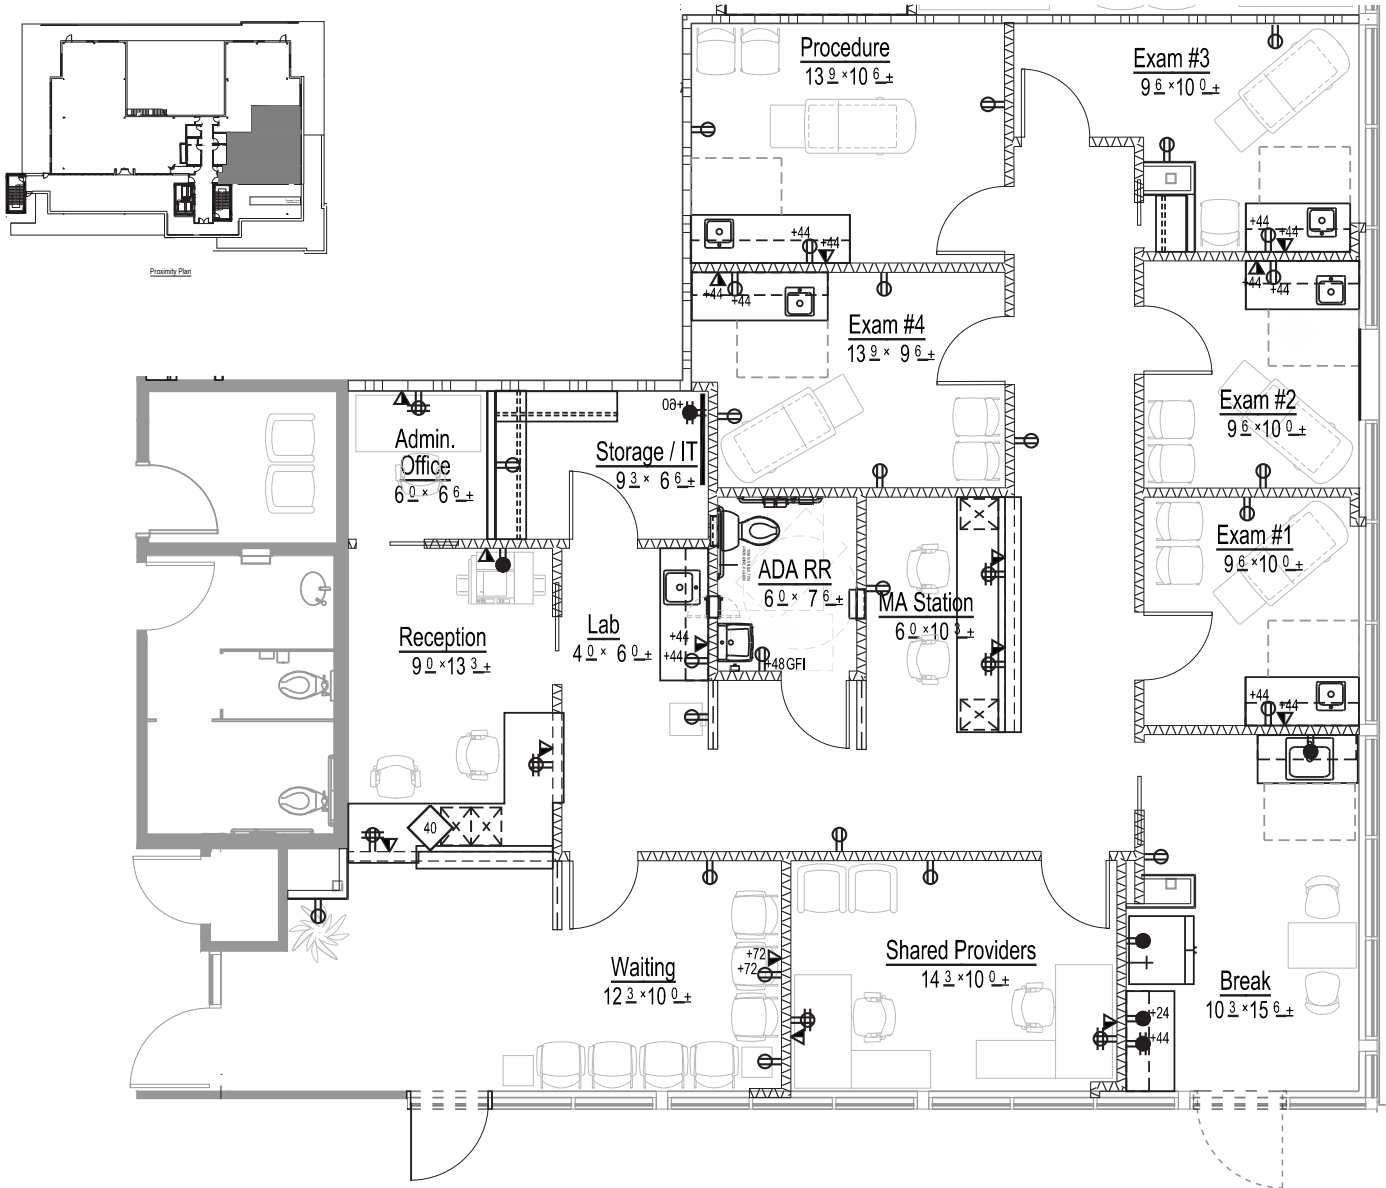 Proximity Plan
Procedure
13 9 × 10 6 ±
Exam #3
9 6 × 10 0 ±
+44
+44
+44
+44
+44
+44
+44
+44
Exam #4
13 9 × 9 6 ±
Exam #2
9 6 × 10 0 ±
+60
Admin.
Office
6 0 × 6 6 ±
Storage / IT
9 3 × 6 6 ±
Exam #1
9 6 × 10 0 ±
ADA RR
6 0 × 7 6 ±
MA Station
6 0 × 10 3 ±
Reception
9 0 × 13 3 ±
Lab
4 0 × 6 0 ±
+44
+44
+48 GFI
+44
+44
40
Waiting
12 3 × 10 0 ±
+72
+72
Shared Providers
14 3 × 10 0 ±
Break
10 3 × 15 6 ±
+24
+44